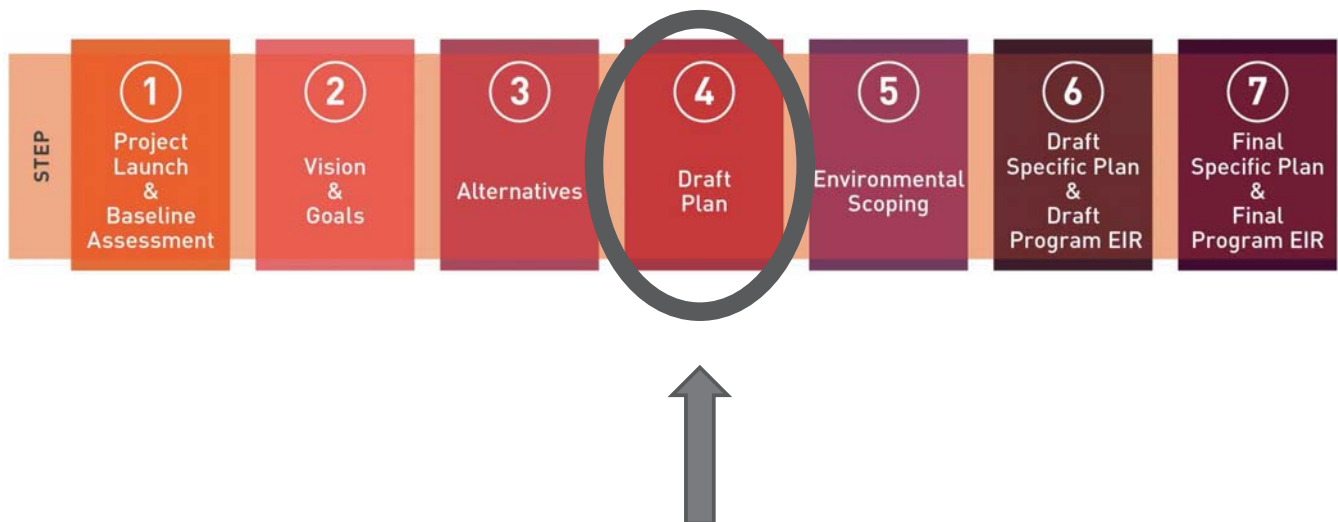 STEP
1
Project
Launch
&
Baseline
Assessment
2
Vision
&
Goals
3
Alternatives
4
Draft
Plan
5
Environmental
Scoping
6
Draft
Specific Plan
&
Draft
Program EIR
7
Final
Specific Plan
&
Final
Program EIR